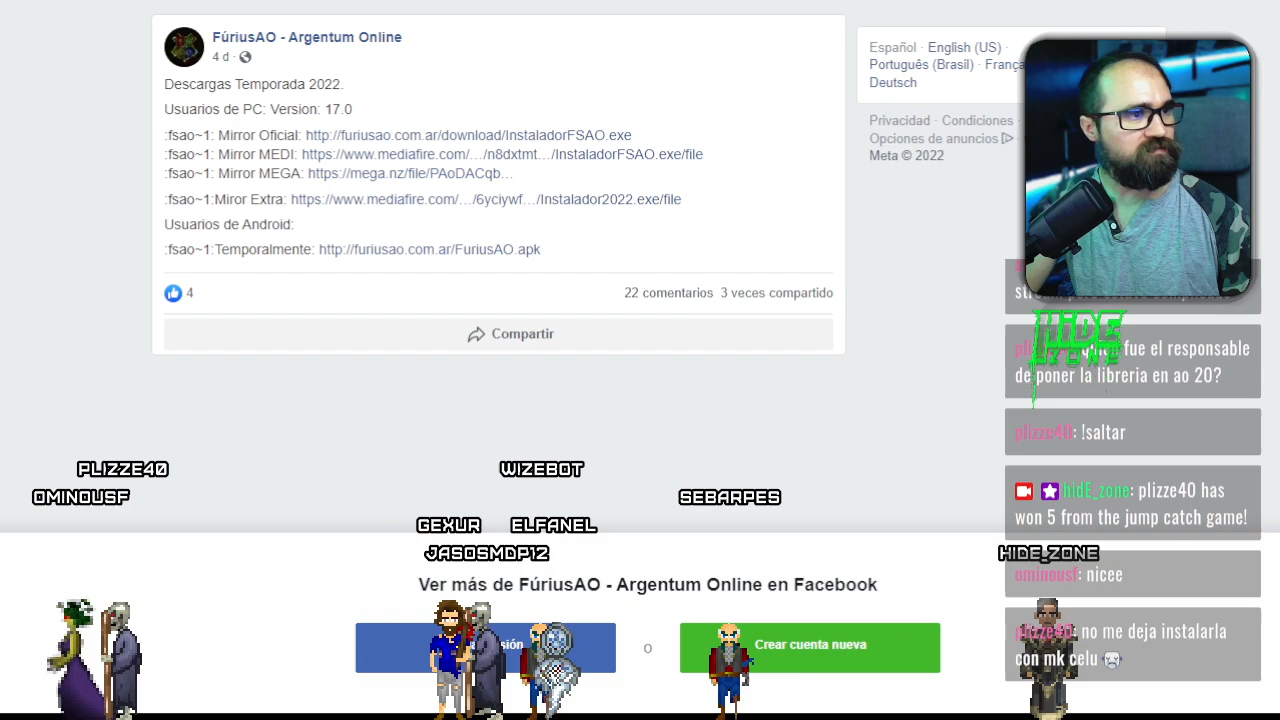 FúriusAO - Argentum Online
4 d ·
Descargas Temporada 2022.
Usuarios de PC: Version: 17.0
:fsao~1: Mirror Oficial: http://furiusao.com.ar/download/InstaladorFSAO.exe
:fsao~1: Mirror MEDI: https://www.mediafire.com/…/n8dxtmt…/InstaladorFSAO.exe/file
:fsao~1: Mirror MEGA: https://mega.nz/file/PAoDACqb…
:fsao~1:Miror Extra: https://www.mediafire.com/…/6yciywf…/Instalador2022.exe/file
Usuarios de Android:
:fsao~1:Temporalmente: http://furiusao.com.ar/FuriusAO.apk
4
22 comentarios 3 veces compartido
Compartir
Español · English (US) ·
Português (Brasil) ·
Deutsch
Privacidad · Condiciones ·
Opciones de anuncios
Meta © 2022
HIDE
ZONE
fue el responsable
de poner la libreria en ao 20?
plizze40: !saltar
hidE_zone: plizze40 has
won 5 from the jump catch game!
ominousf: nicee
plizze40: no me deja instalarla
con mk celu
PLIZZE40
OMINOUSF
WIZEBOT
SEBARPES
GEXUR
ELFANEL
JASOSMDP12
HIDE_ZONE
Ver más de FúriusAO - Argentum Online en Facebook
o
Crear cuenta nueva